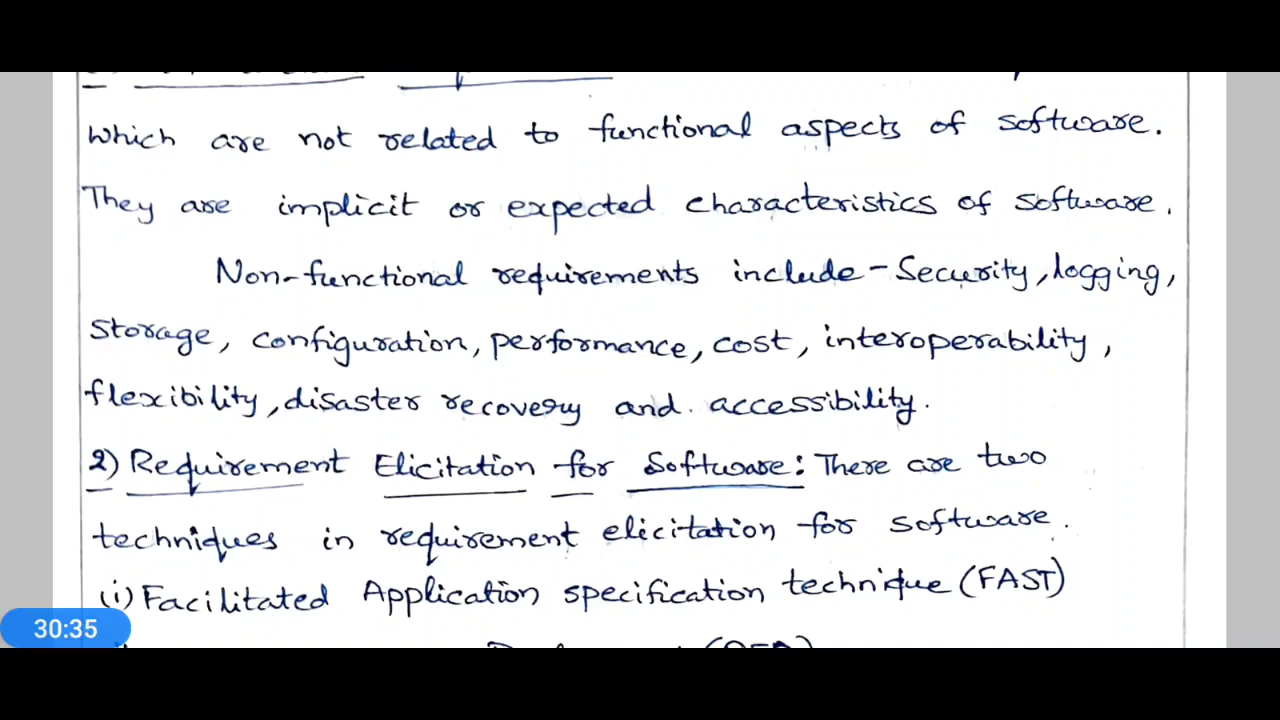 which are not related to functional aspects of software.
They are implicit or expected characteristics of software.
Non-functional requirements include - Security, logging,
storage, configuration, performance, cost, interoperability,
flexibility, disaster recovery and accessibility.
2) Requirement Elicitation for Software: There are two
techniques in requirement elicitation for software.
(i) Facilitated Application specification technique (FAST)
30:35